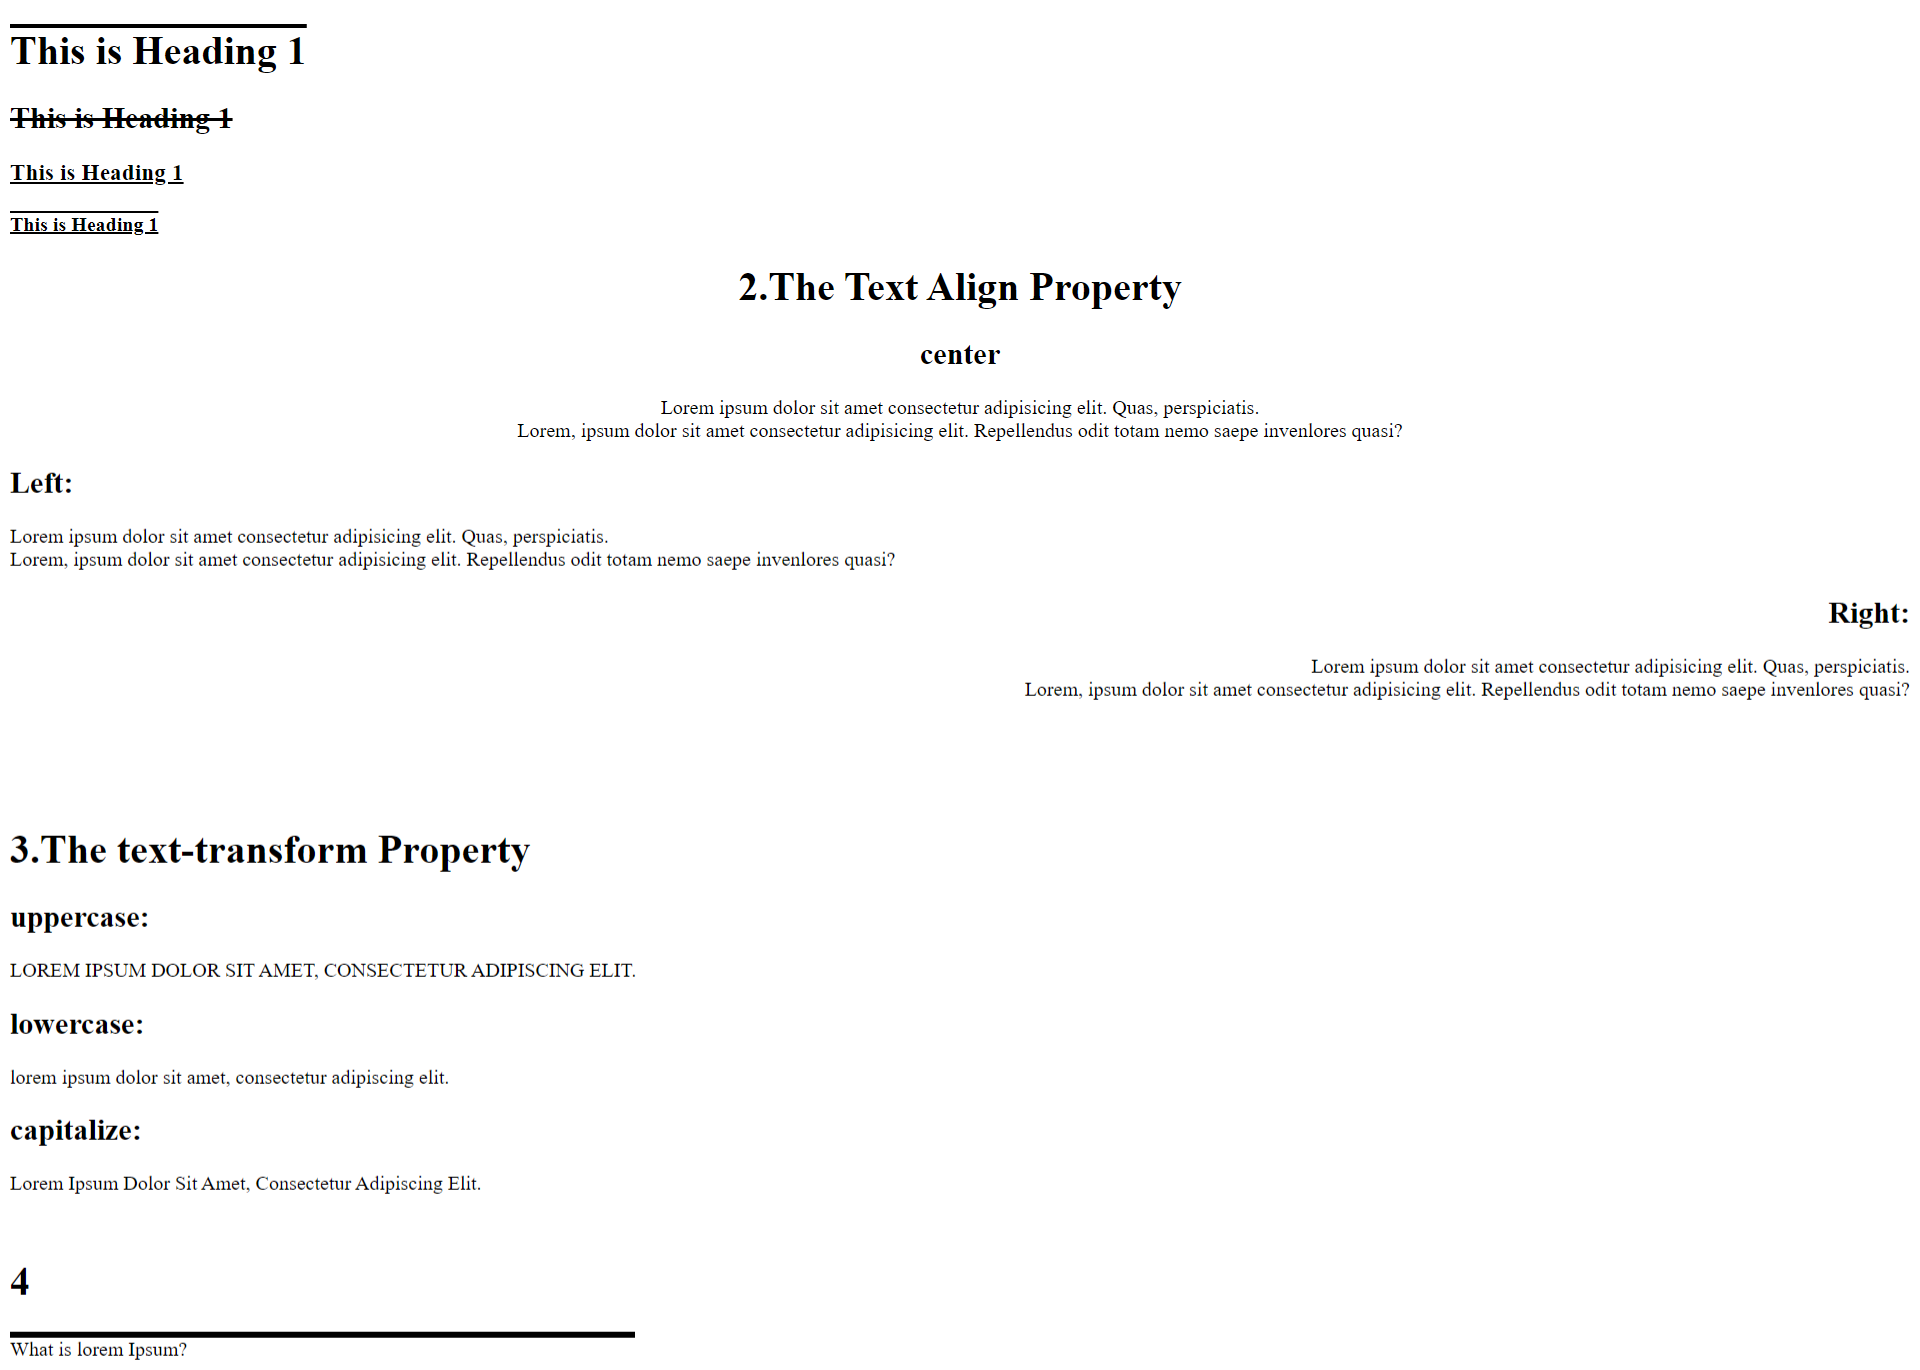 This is Heading 1
This is Heading 1
This is Heading 1
This is Heading 1
2.The Text Align Property
center
Lorem ipsum dolor sit amet consectetur adipisicing elit. Quas, perspiciatis.
Lorem, ipsum dolor sit amet consectetur adipisicing elit. Repellendus odit totam nemo saepe invenlores quasi?
Left:
Lorem ipsum dolor sit amet consectetur adipisicing elit. Quas, perspiciatis.
Lorem, ipsum dolor sit amet consectetur adipisicing elit. Repellendus odit totam nemo saepe invenlores quasi?
Right:
Lorem ipsum dolor sit amet consectetur adipisicing elit. Quas, perspiciatis.
Lorem, ipsum dolor sit amet consectetur adipisicing elit. Repellendus odit totam nemo saepe invenlores quasi?
3.The text-transform Property
uppercase:
LOREM IPSUM DOLOR SIT AMET, CONSECTETUR ADIPISCING ELIT.
lowercase:
lorem ipsum dolor sit amet, consectetur adipiscing elit.
capitalize:
Lorem Ipsum Dolor Sit Amet, Consectetur Adipiscing Elit.
4
What is lorem Ipsum?